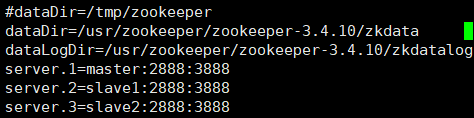 #dataDir=/tmp/zookeeper
dataDir=/usr/zookeeper/zookeeper-3.4.10/zkdata
dataLogDir=/usr/zookeeper/zookeeper-3.4.10/zkdatalog
server.1=master:2888:3888
server.2=slave1:2888:3888
server.3=slave2:2888:3888